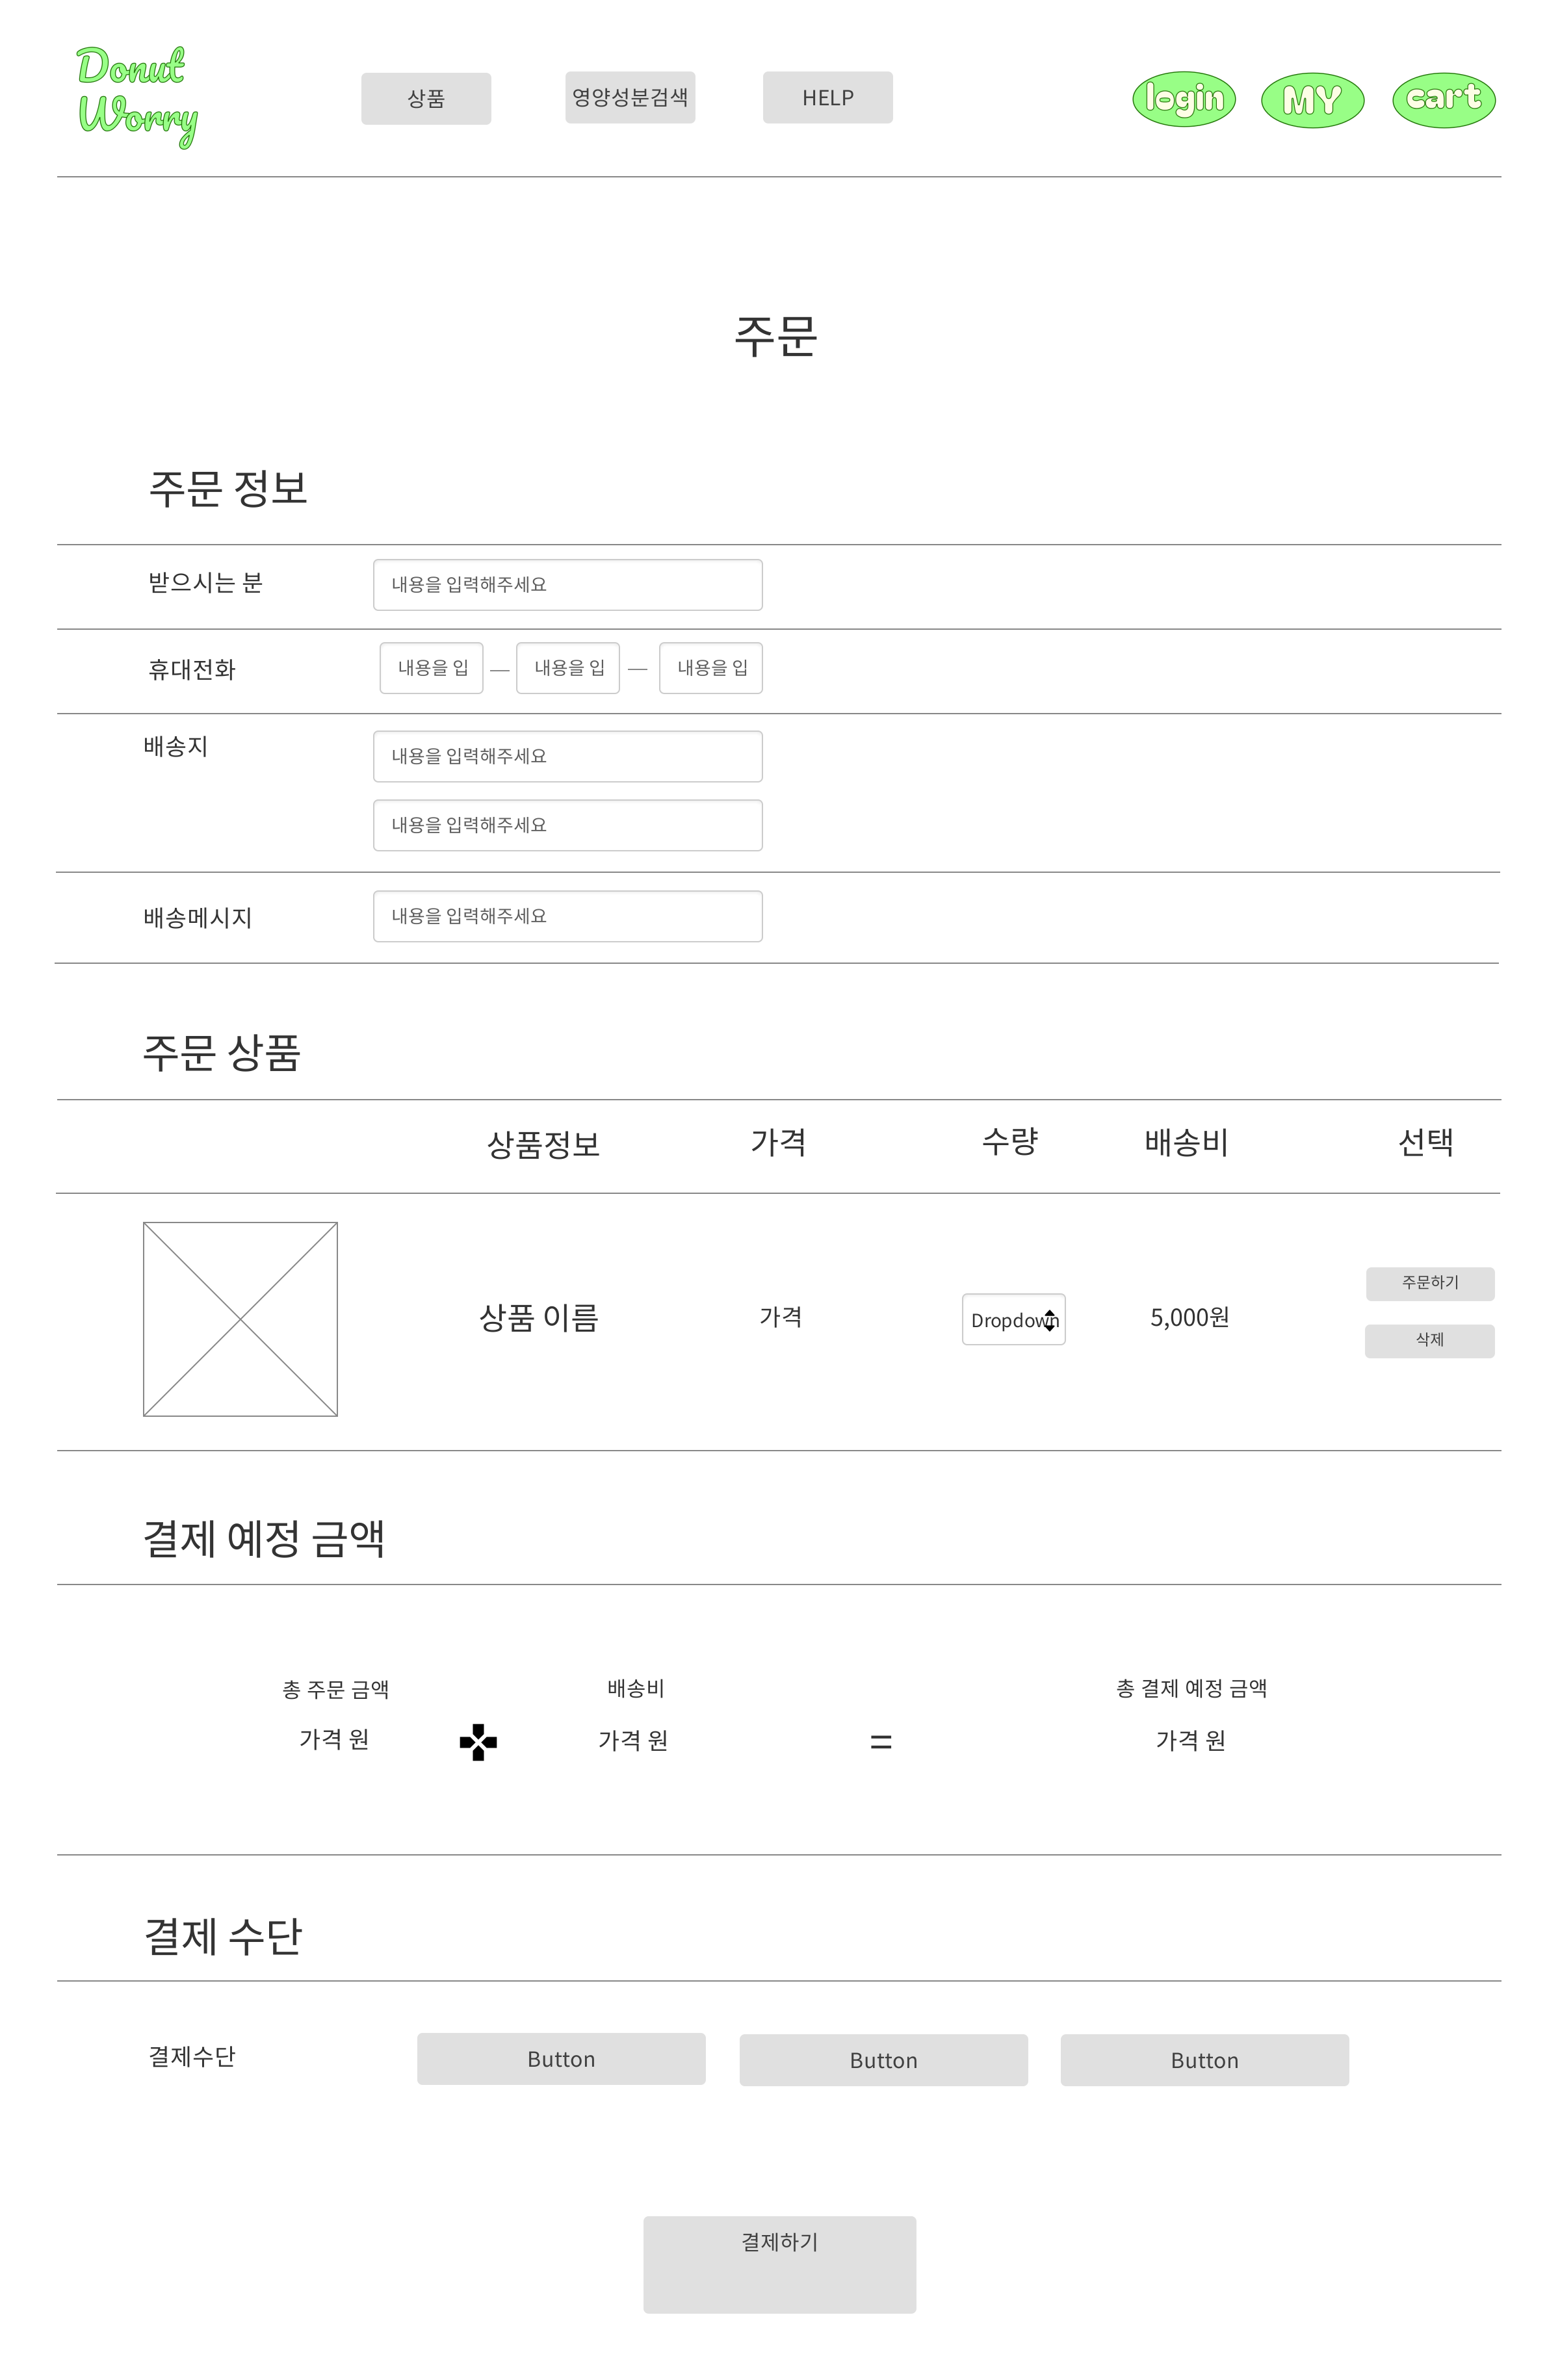 Donut
Worry
상품
영양성분검색
HELP
login
MY
cart
주문
주문 정보
받으시는 분
내용을 입력해주세요
휴대전화
내용을 입
내용을 입
내용을 입
배송지
내용을 입력해주세요
내용을 입력해주세요
배송메시지
내용을 입력해주세요
주문 상품
상품정보
가격
수량
배송비
선택
상품 이름
가격
Dropdown
5,000원
주문하기
삭제
결제 예정 금액
총 주문 금액
배송비
총 결제 예정 금액
가격 원
가격 원
=
가격 원
결제 수단
결제수단
Button
Button
Button
결제하기